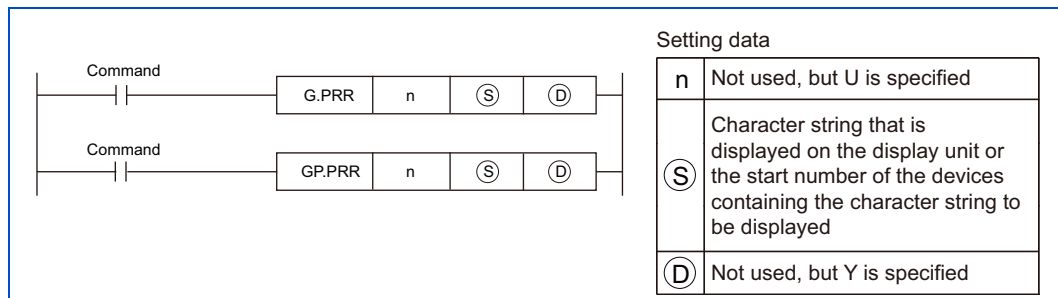 Command
G.PRR n Ⓢ Ⓓ
Command
GP.PRR n Ⓢ Ⓓ
Setting data
n Not used, but U is specified
Ⓢ Character string that is
displayed on the display unit or
the start number of the devices
containing the character string to
be displayed
Ⓓ Not used, but Y is specified